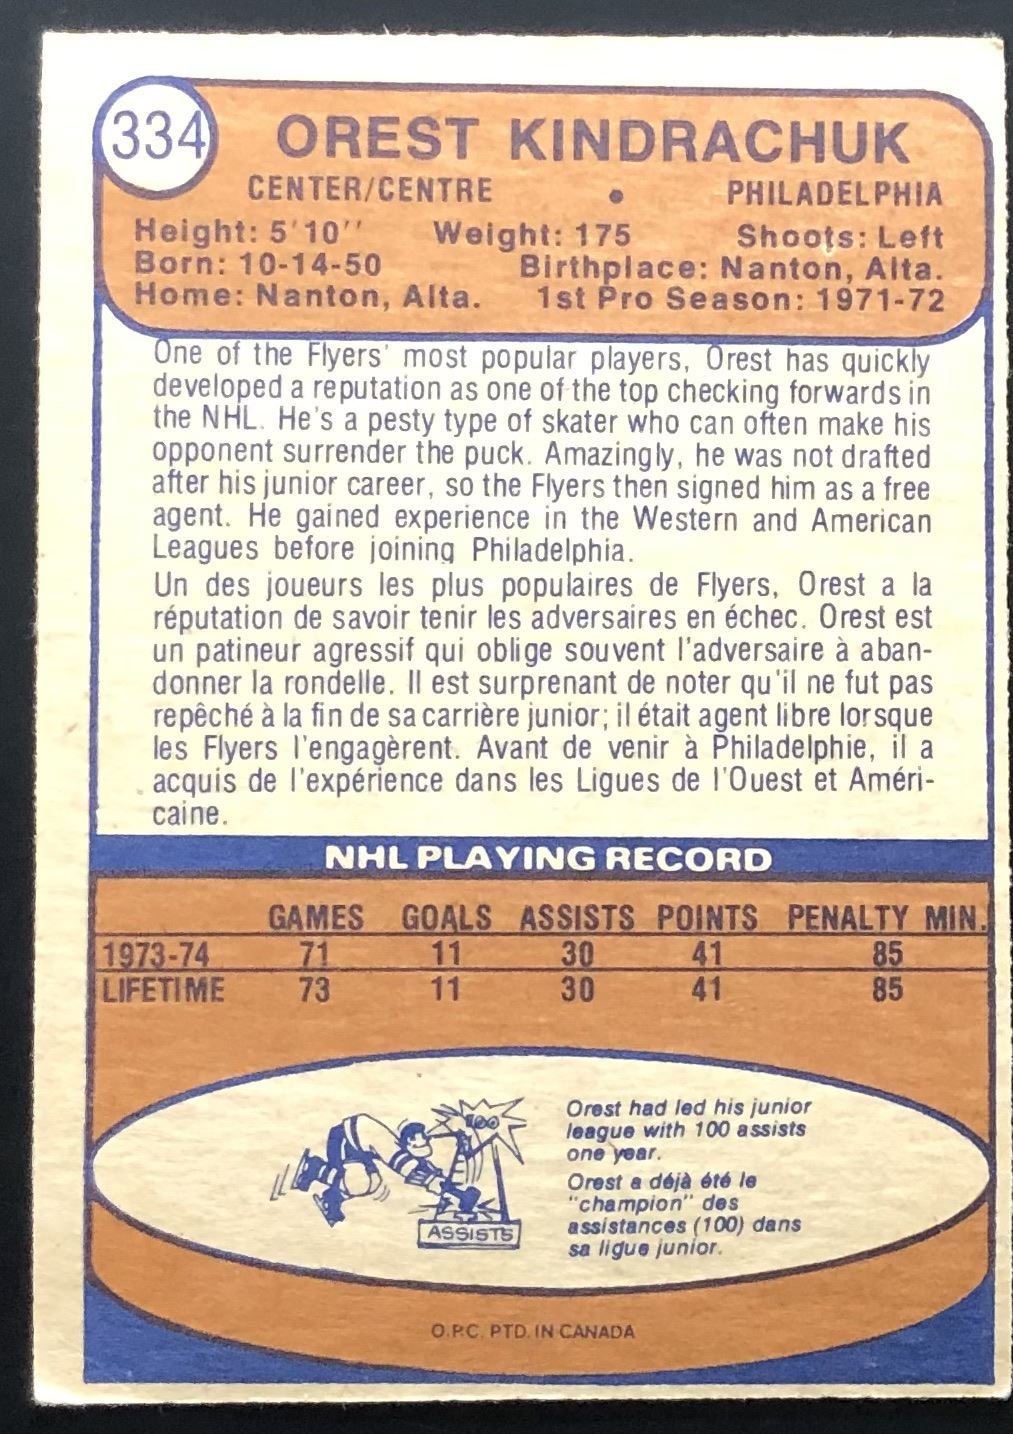 334
OREST KINDRACHUK
CENTER/CENTRE • PHILADELPHIA
Height: 5'10'' Weight: 175 Shoots: Left
Born: 10-14-50 Birthplace: Nanton, Alta.
Home: Nanton, Alta. 1st Pro Season: 1971-72
One of the Flyers' most popular players, Orest has quickly
developed a reputation as one of the top checking forwards in
the NHL. He's a pesty type of skater who can often make his
opponent surrender the puck. Amazingly, he was not drafted
after his junior career, so the Flyers then signed him as a free
agent. He gained experience in the Western and American
Leagues before joining Philadelphia.
Un des joueurs les plus populaires de Flyers, Orest a la
réputation de savoir tenir les adversaires en échec. Orest est
un patineur agressif qui oblige souvent l'adversaire à aban-
donner la rondelle. Il est surprenant de noter qu'il ne fut pas
repêché à la fin de sa carrière junior; il était agent libre lorsque
les Flyers l'engagèrent. Avant de venir à Philadelphie, il a
acquis de l'expérience dans les Ligues de l'Ouest et Améri-
caine.
NHL PLAYING RECORD
GAMES GOALS ASSISTS POINTS PENALTY MIN.
1973-74 71 11 30 41 85
LIFETIME 73 11 30 41 85
100
ASSISTS
Orest had led his junior
league with 100 assists
one year.
Orest a déjà été le
"champion" des
assistances (100) dans
sa ligue junior.
O.P.C. PTD. IN CANADA